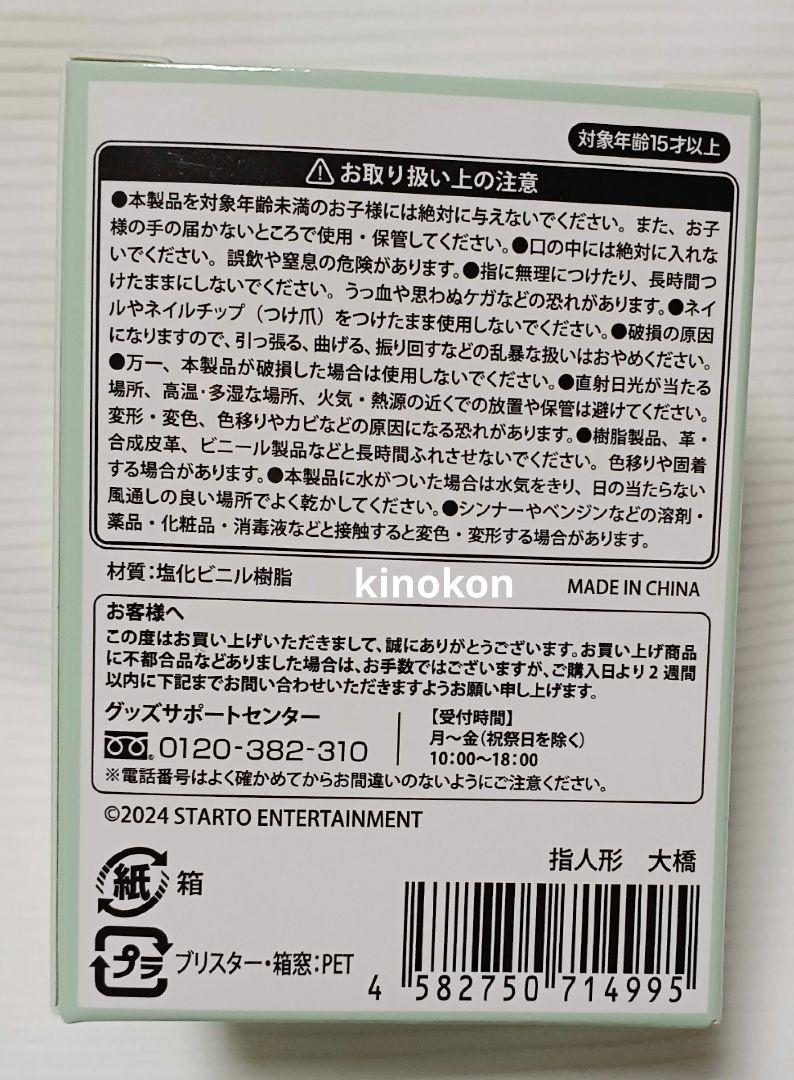 対象年齢15才以上
⚠お取り扱い上の注意
●本製品を対象年齢未満のお子様には絶対に与えないでください。また、お子
様の手の届かないところで使用・保管してください。●口の中には絶対に入れな
いでください。誤飲や窒息の危険があります。●指に無理につけたり、長時間つ
けたままにしないでください。うっ血や思わぬケガなどの恐れがあります。●ネイ
ルやネイルチップ（つけ爪）をつけたまま使用しないでください。●破損の原因
になりますので、引っ張る、曲げる、振り回すなどの乱暴な扱いはおやめください。
●万一、本製品が破損した場合は使用しないでください。●直射日光が当たる
場所、高温・多湿な場所、火気・熱源の近くでの放置や保管は避けてください。
変形・変色、色移りやカビなどの原因になる恐れがあります。●樹脂製品、革・
合成皮革、ビニール製品などと長時間ふれさせないでください。色移りや固着
する場合があります。●本製品に水がついた場合は水気をきり、日の当たらない
風通しの良い場所でよく乾かしてください。●シンナーやベンジンなどの溶剤・
薬品・化粧品・消毒液などと接触すると変色・変形する場合があります。
材質：塩化ビニル樹脂
kinokon
MADE IN CHINA
お客様へ
この度はお買い上げいただきまして、誠にありがとうございます。お買い上げ商品
に不都合品などありました場合は、お手数ではございますが、ご購入日より2週間
以内に下記までお問い合わせいただきますようお願い申し上げます。
グッズサポートセンター
0120-382-310
【受付時間】
月〜金（祝祭日を除く）
10:00〜18:00
※電話番号はよく確かめてからお間違いのないようにご注意ください。
©2024 STARTO ENTERTAINMENT
指人形 大橋
紙 箱
プラ ブリスター・箱窓：PET
4 582750 714995